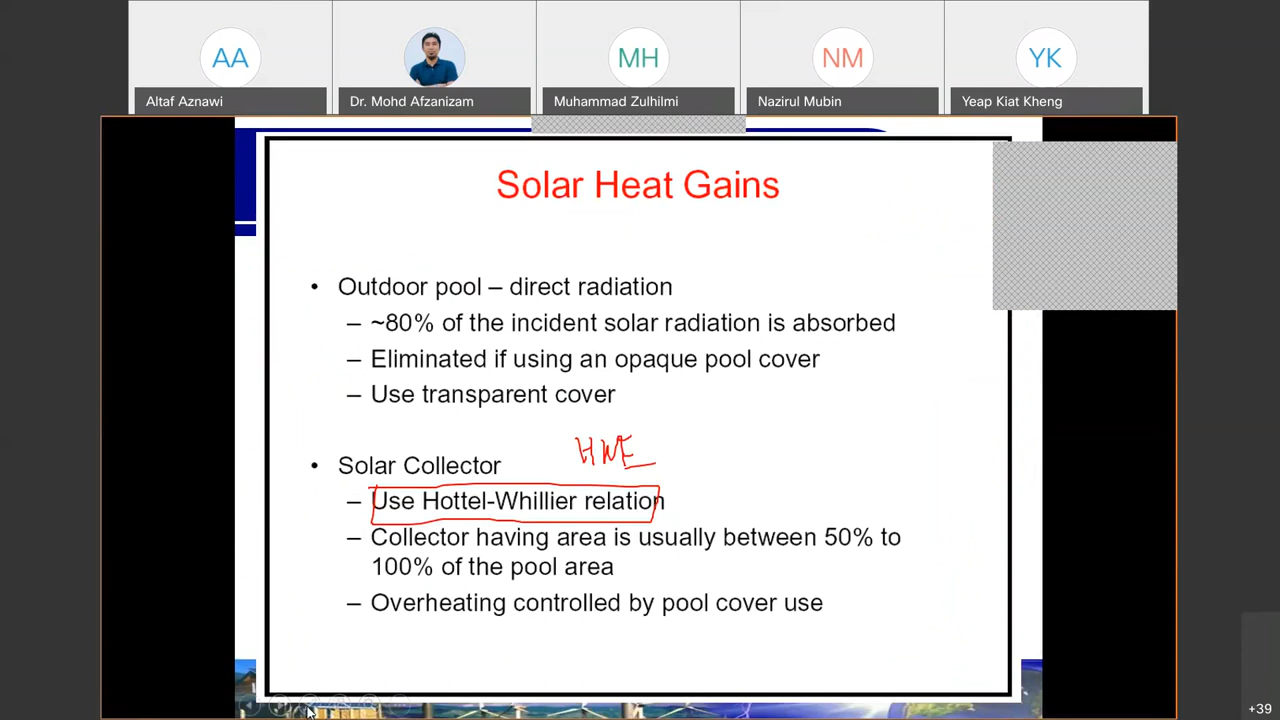 AA
MH
NM
YK
Altaf Aznawi
Dr. Mohd Afzanizam
Muhammad Zulhilmi
Nazirul Mubin
Yeap Kiat Kheng
Solar Heat Gains
• Outdoor pool – direct radiation
– ~80% of the incident solar radiation is absorbed
– Eliminated if using an opaque pool cover
– Use transparent cover
HWE
• Solar Collector
– Use Hottel-Whillier relation
– Collector having area is usually between 50% to
100% of the pool area
– Overheating controlled by pool cover use
+39